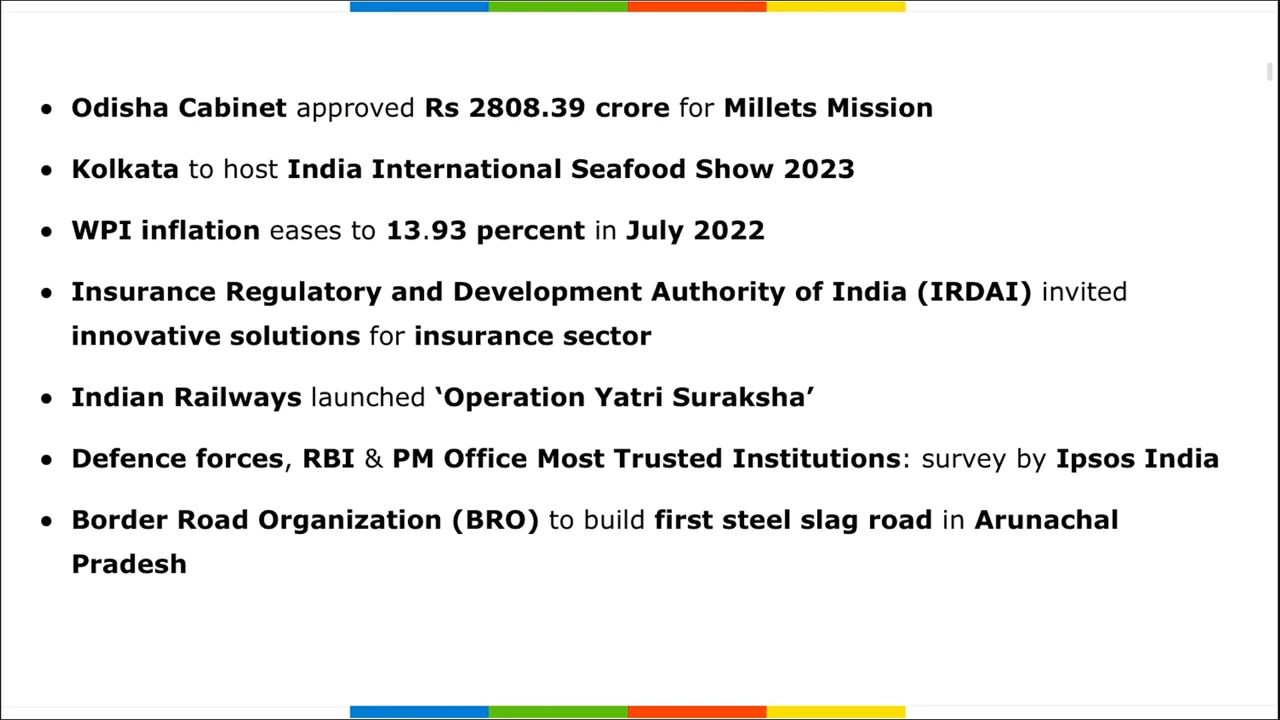 • Odisha Cabinet approved Rs 2808.39 crore for Millets Mission
• Kolkata to host India International Seafood Show 2023
• WPI inflation eases to 13.93 percent in July 2022
• Insurance Regulatory and Development Authority of India (IRDAI) invited
innovative solutions for insurance sector
• Indian Railways launched ‘Operation Yatri Suraksha’
• Defence forces, RBI & PM Office Most Trusted Institutions: survey by Ipsos India
• Border Road Organization (BRO) to build first steel slag road in Arunachal
Pradesh